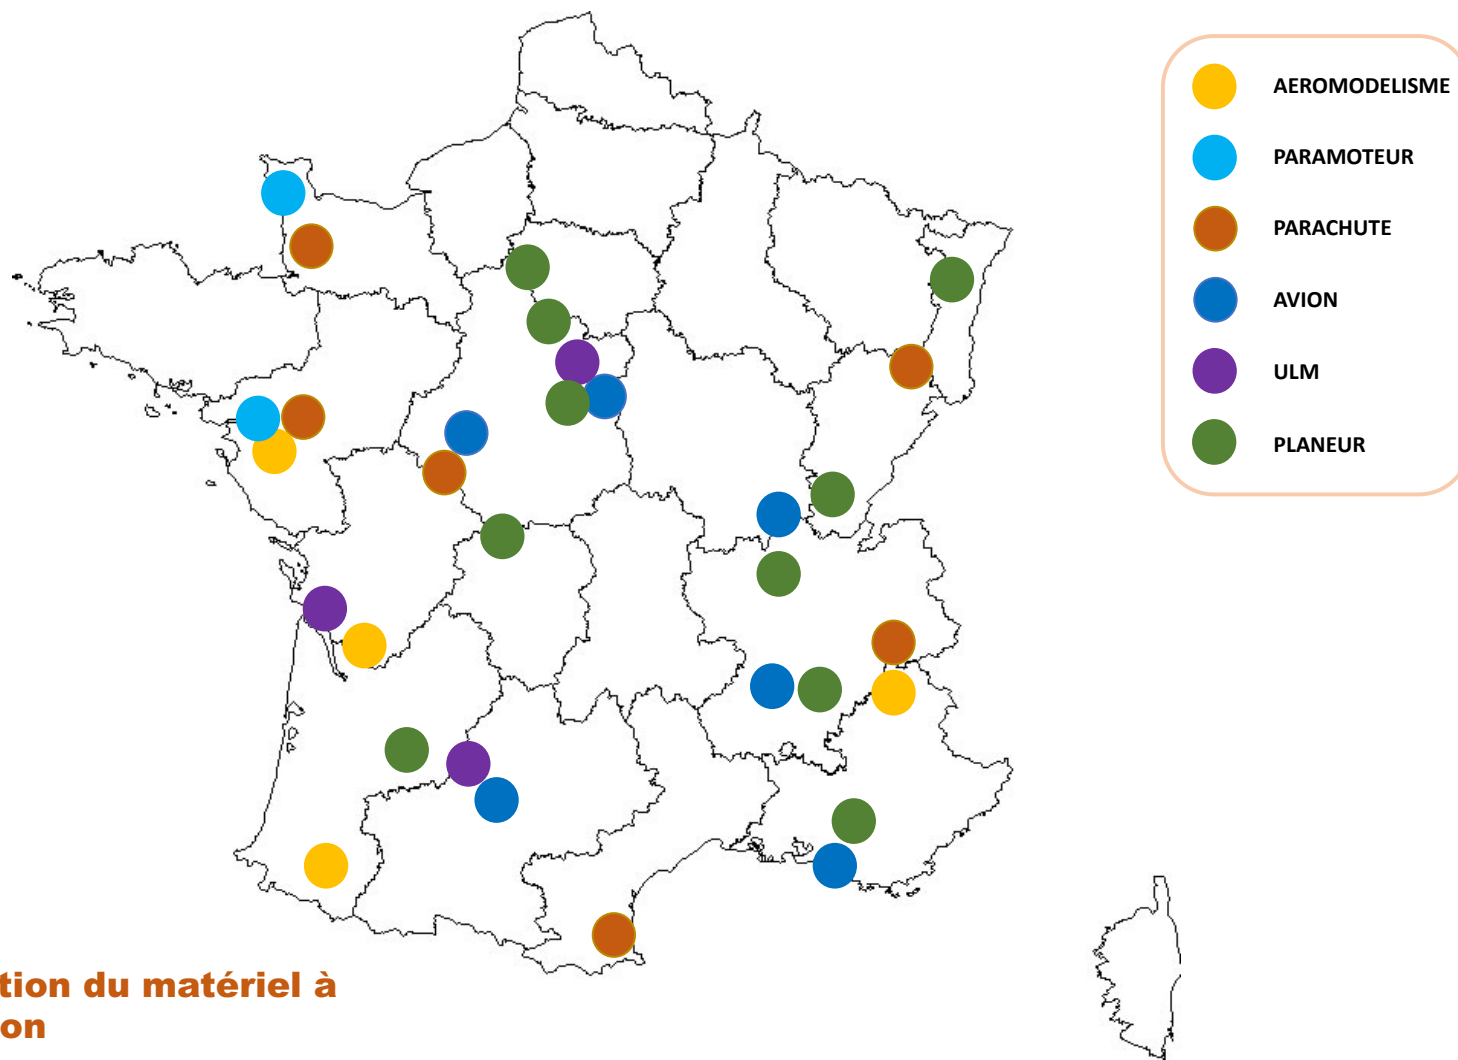 AEROMODELISME
PARAMOTEUR
PARACHUTE
AVION
ULM
PLANEUR
tion du matériel à
on